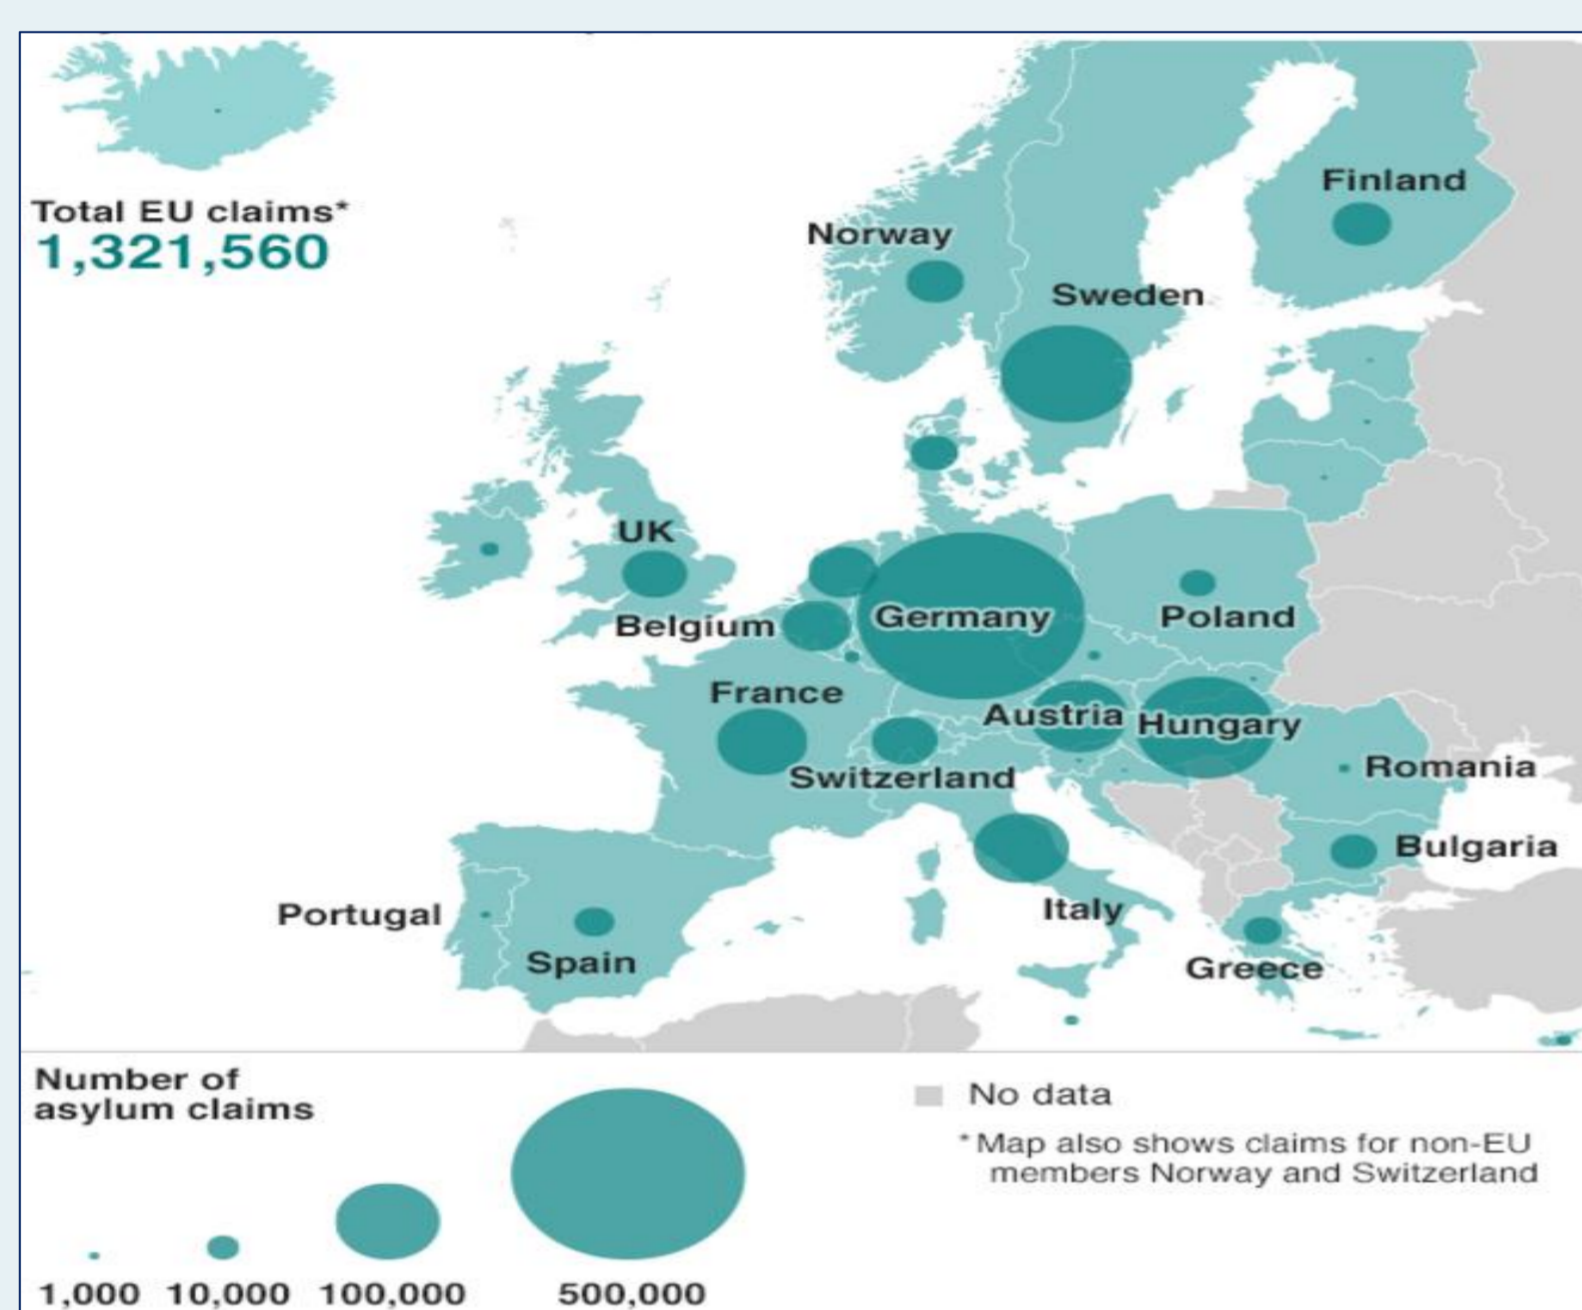 Total EU claims*
1,321,560
Finland
Norway
Sweden
UK
Belgium
Germany
Poland
France
Austria
Hungary
Switzerland
Romania
Bulgaria
Portugal
Italy
Spain
Greece
Number of
asylum claims
No data
* Map also shows claims for non-EU
members Norway and Switzerland
1,000 10,000 100,000 500,000